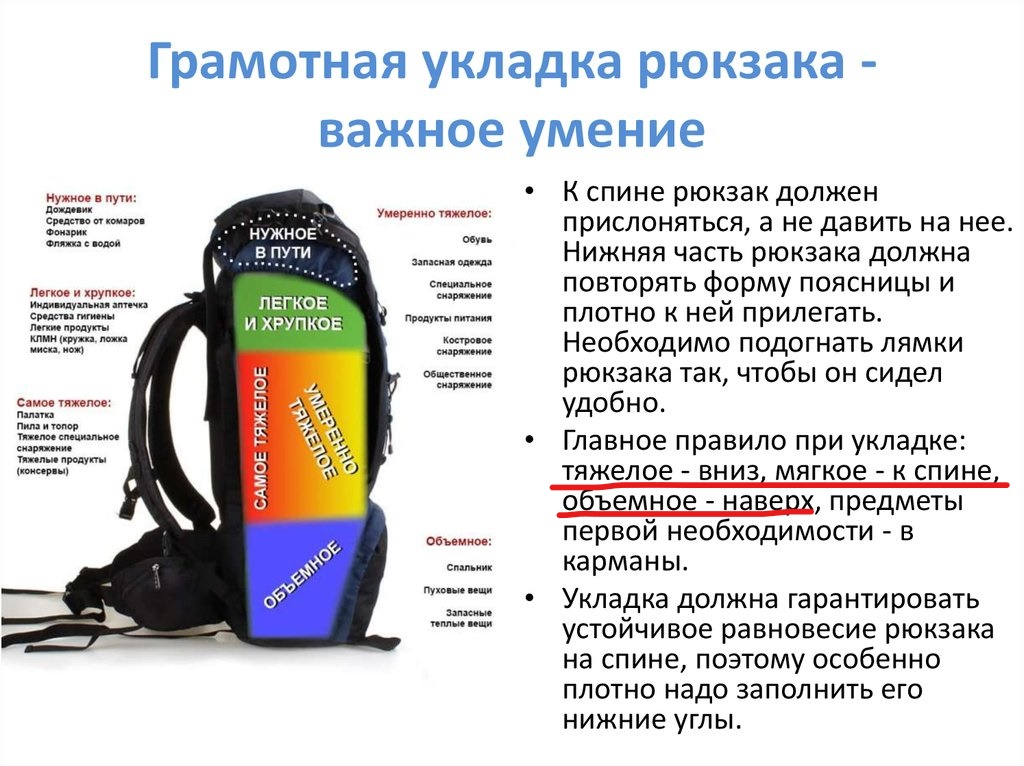 Грамотная укладка рюкзака -
важное умение
Нужное в пути:
Дождевик
Средство от комаров
Фонарик
Фляжка с водой
Легкое и хрупкое:
Индивидуальная аптечка
Средства гигиены
Легкие продукты
КЛМН (кружка, ложка
миска, нож)
Самое тяжелое:
Палатка
Пила и топор
Тяжелое специальное
снаряжение
Тяжелые продукты
(консервы)
НУЖНОЕ
В ПУТИ
ЛЕГКОЕ
И ХРУПКОЕ
САМОЕ ТЯЖЕЛОЕ
УМЕРЕННО
ТЯЖЕЛОЕ
ОБЪЕМНОЕ
Умеренно тяжелое:
Обувь
Запасная одежда
Специальное
снаряжение
Продукты питания
Костровое
снаряжение
Общественное
снаряжение
Объемное:
Спальник
Пуховые вещи
Запасные
теплые вещи
• К спине рюкзак должен
прислоняться, а не давить на нее.
Нижняя часть рюкзака должна
повторять форму поясницы и
плотно к ней прилегать.
Необходимо подогнать лямки
рюкзака так, чтобы он сидел
удобно.
• Главное правило при укладке:
тяжелое - вниз, мягкое - к спине,
объемное - наверх, предметы
первой необходимости - в
карманы.
• Укладка должна гарантировать
устойчивое равновесие рюкзака
на спине, поэтому особенно
плотно надо заполнить его
нижние углы.